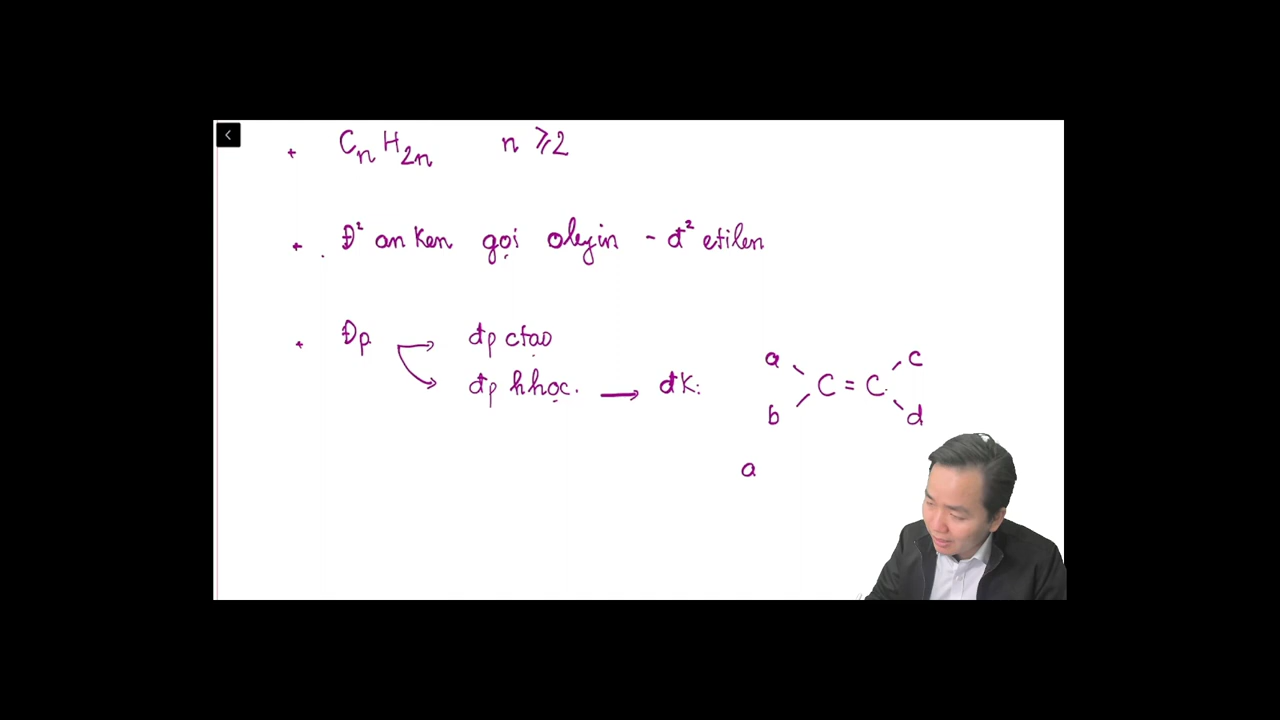 + CₙH₂ₙ n ⩾2
+ Đ² anken gọi olefin - đ² etilen
+ Đp đp ctạo
đp hhọc. → đk:
a c
C = C
b d
a